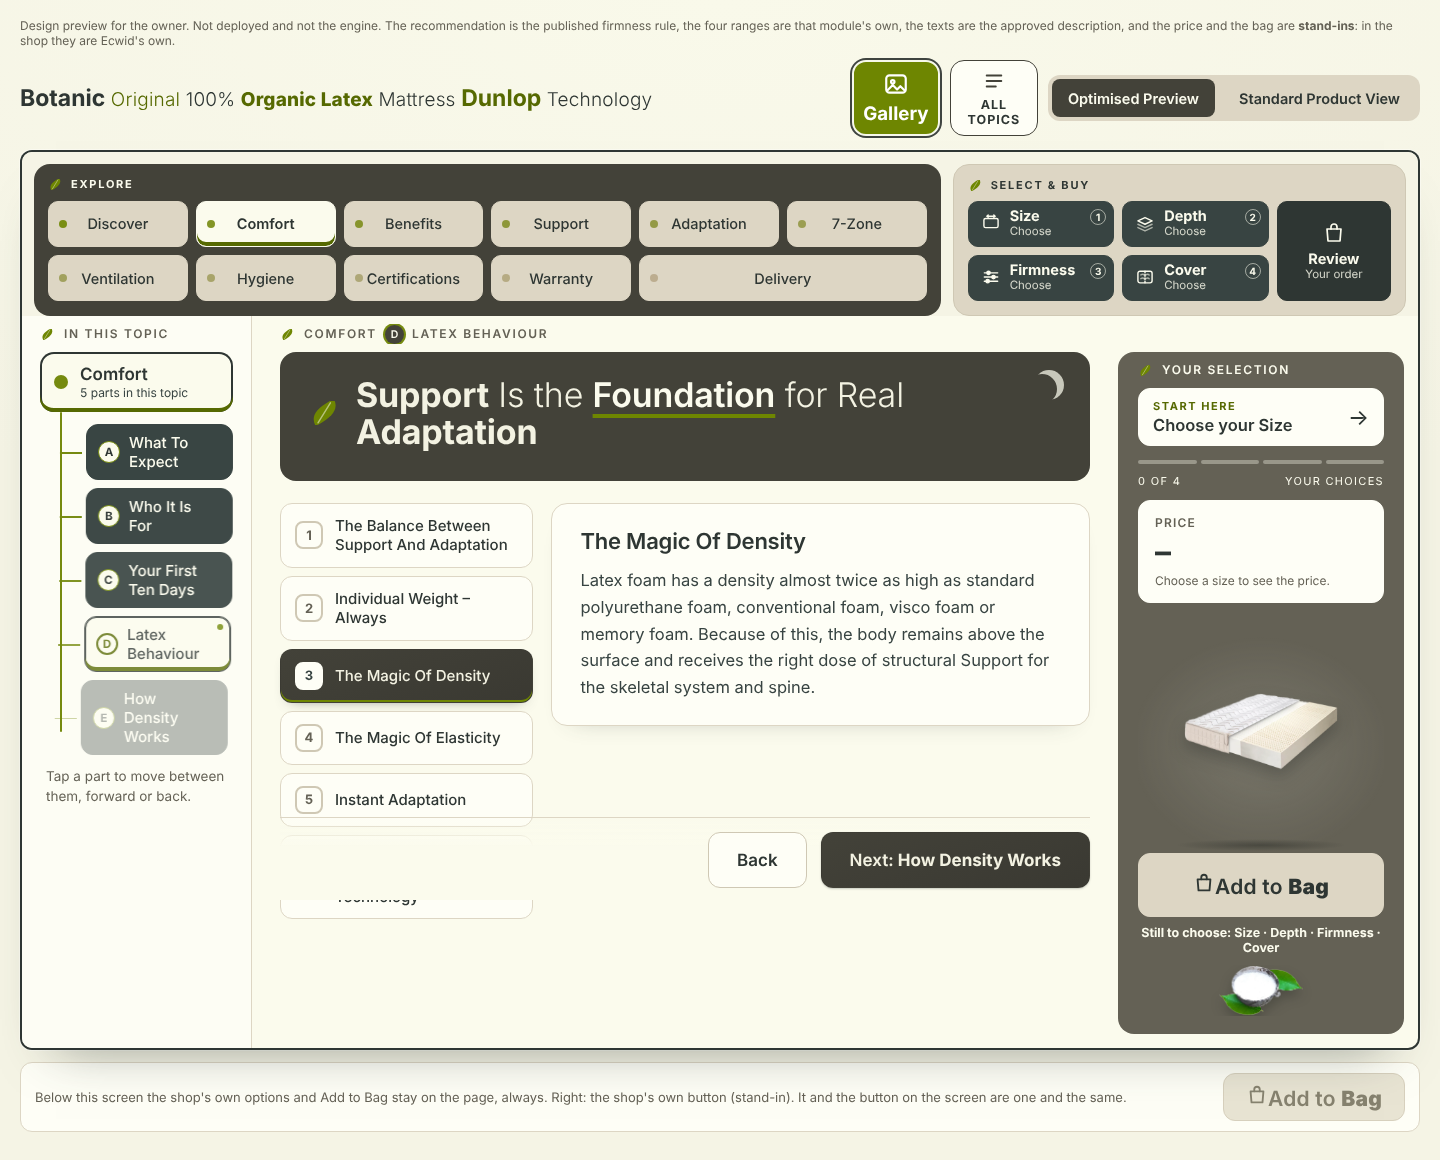 Design preview for the owner. Not deployed and not the engine. The recommendation is the published firmness rule, the four ranges are that module's own, the texts are the approved description, and the price and the bag are stand-ins: in the
shop they are Ecwid's own.
Botanic Original 100% Organic Latex Mattress Dunlop Technology
Gallery
ALL
TOPICS
Optimised Preview
Standard Product View
EXPLORE
Discover
Comfort
Benefits
Support
Adaptation
7-Zone
Ventilation
Hygiene
Certifications
Warranty
Delivery
SELECT & BUY
Size
Choose
1
Depth
Choose
2
Firmness
Choose
3
Cover
Choose
4
Review
Your order
IN THIS TOPIC
Comfort
5 parts in this topic
A
What To
Expect
B
Who It Is
For
C
Your First
Ten Days
D
Latex
Behaviour
E
How
Density
Works
Tap a part to move between
them, forward or back.
COMFORT D LATEX BEHAVIOUR
Support Is the Foundation for Real
Adaptation
1
The Balance Between
Support And Adaptation
2
Individual Weight –
Always
3
The Magic Of Density
4
The Magic Of Elasticity
5
Instant Adaptation
Technology
The Magic Of Density
Latex foam has a density almost twice as high as standard
polyurethane foam, conventional foam, visco foam or
memory foam. Because of this, the body remains above the
surface and receives the right dose of structural Support for
the skeletal system and spine.
Back
Next: How Density Works
YOUR SELECTION
START HERE
Choose your Size
0 OF 4
YOUR CHOICES
PRICE
–
Choose a size to see the price.
Add to Bag
Still to choose: Size · Depth · Firmness ·
Cover
Below this screen the shop's own options and Add to Bag stay on the page, always. Right: the shop's own button (stand-in). It and the button on the screen are one and the same.
Add to Bag